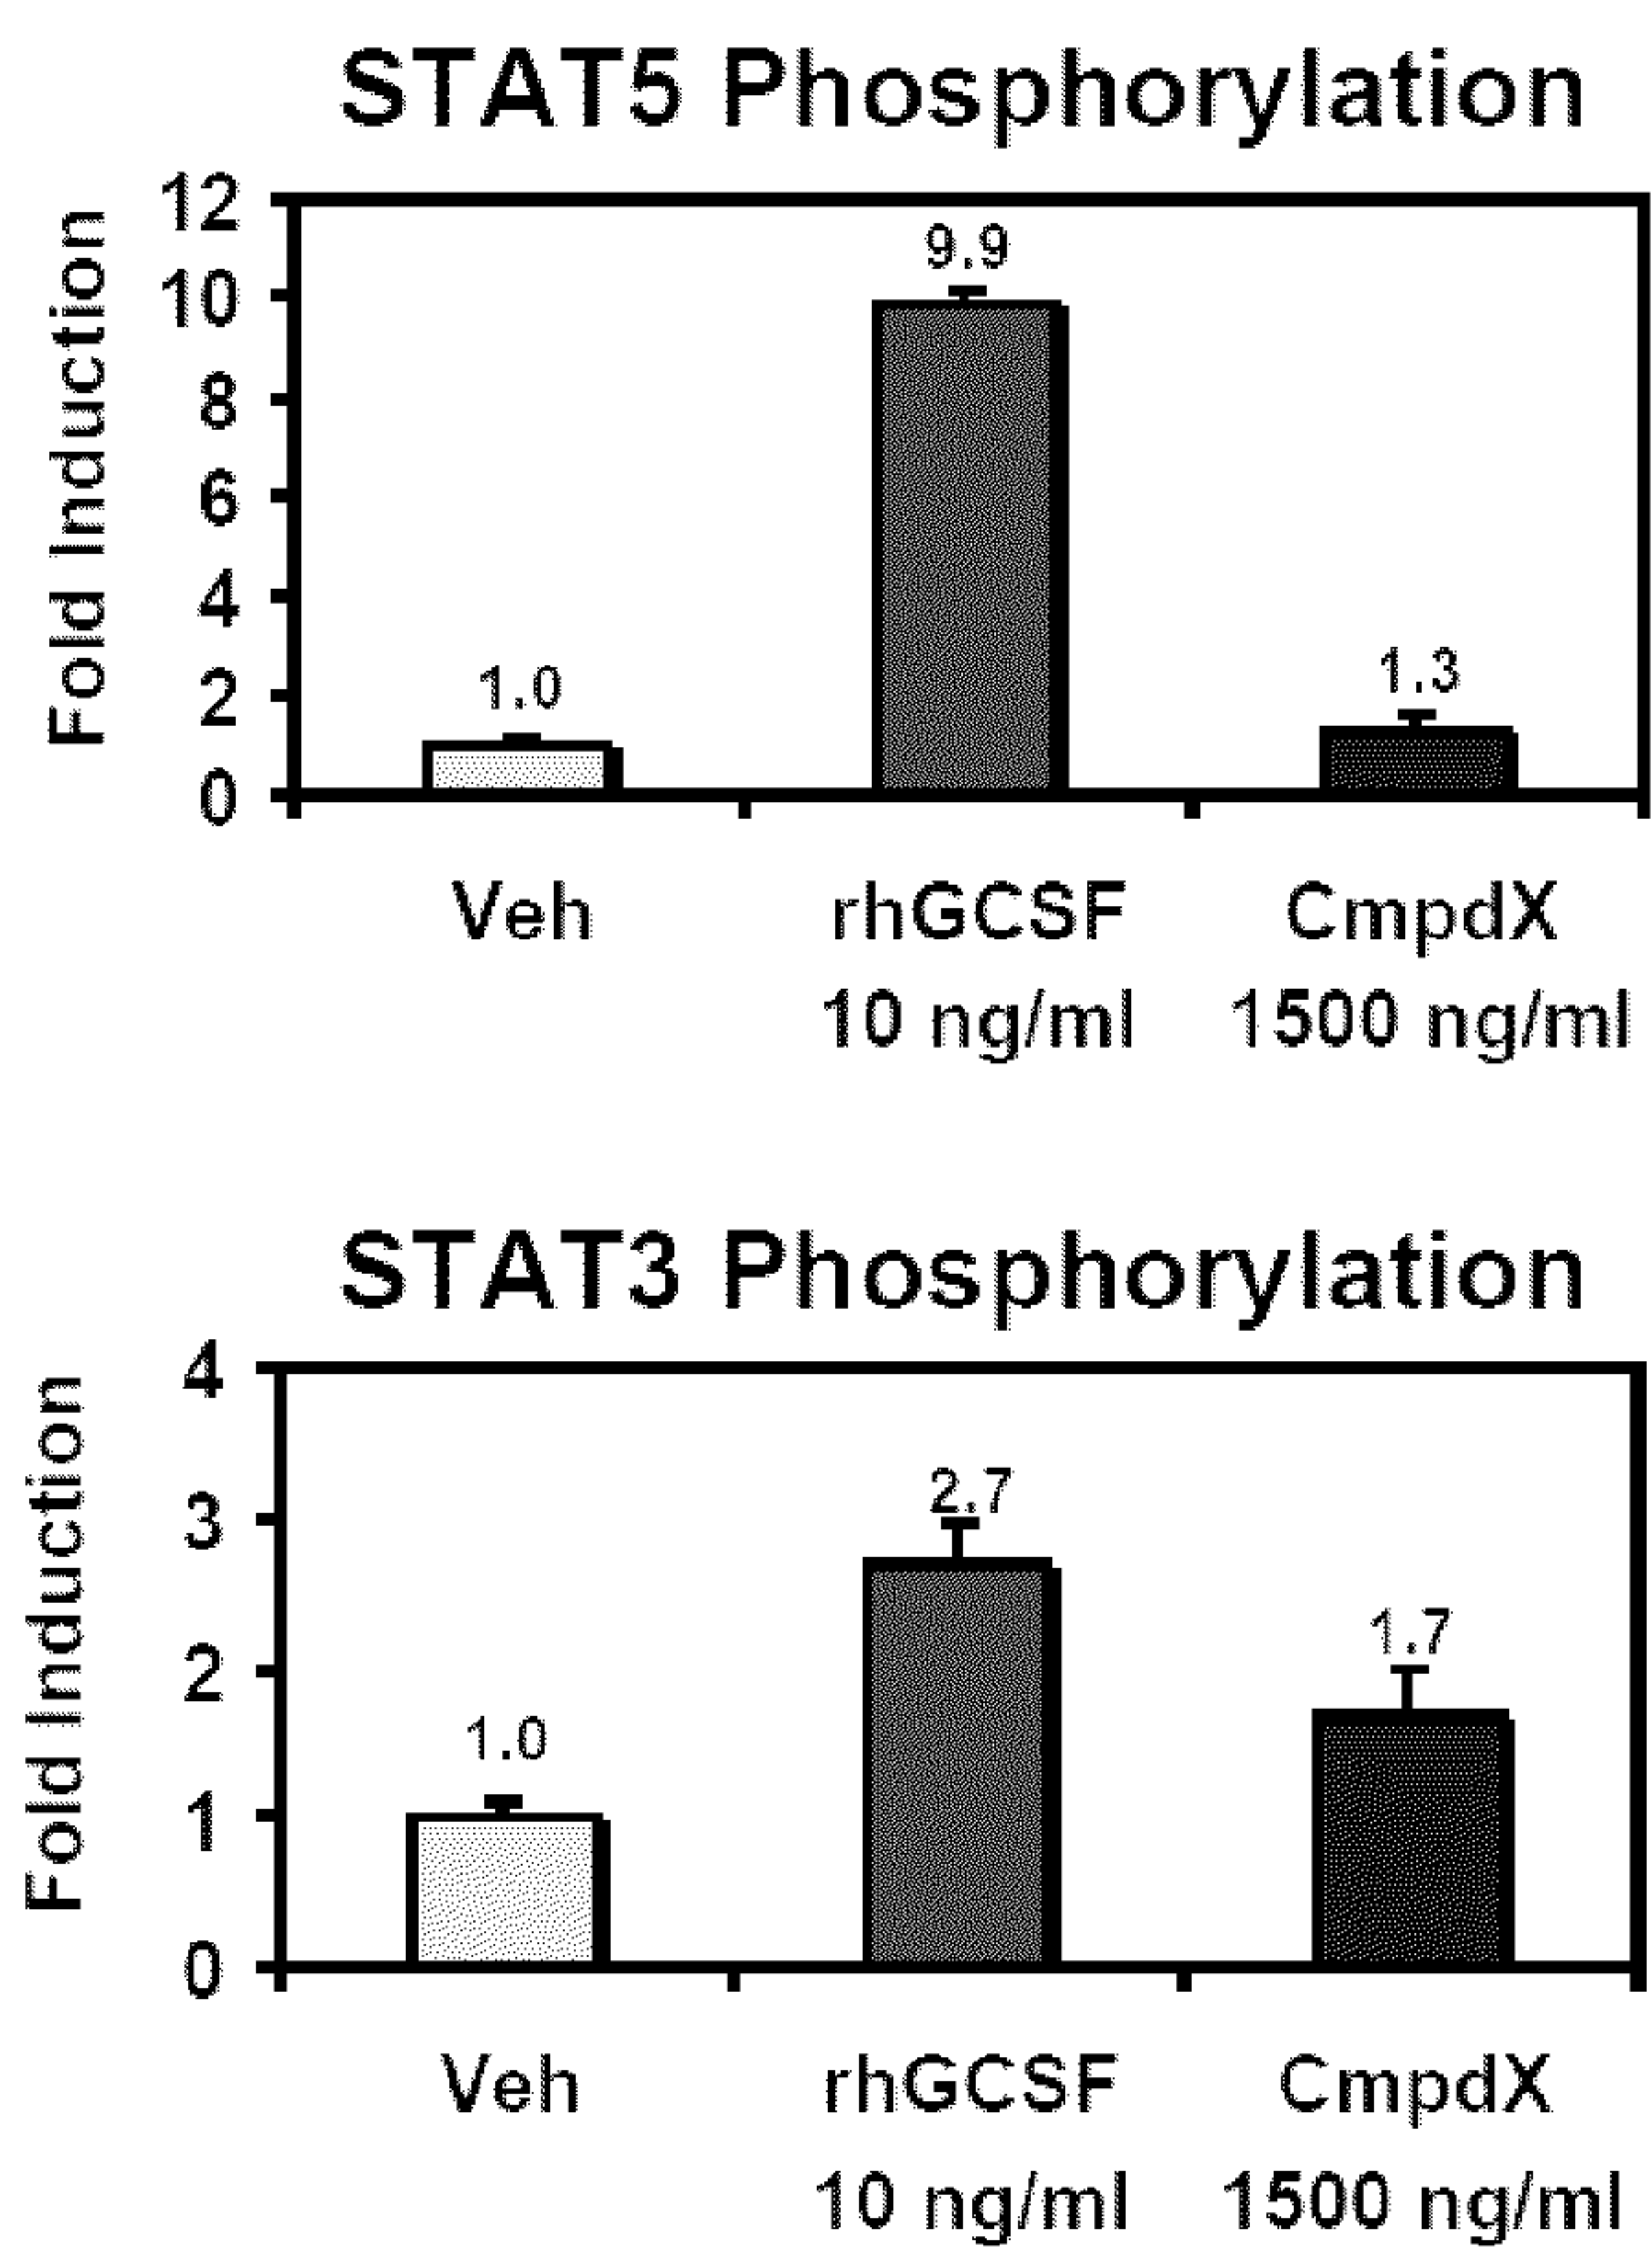 STAT5 Phosphorylation
Fold Induction
12
10
8
6
4
2
0
1.0
9.9
1.3
Veh
rhGCSF
CmpdX
10 ng/ml
1500 ng/ml
STAT3 Phosphorylation
Fold Induction
4
3
2
1
0
1.0
2.7
1.7
Veh
rhGCSF
CmpdX
10 ng/ml
1500 ng/ml